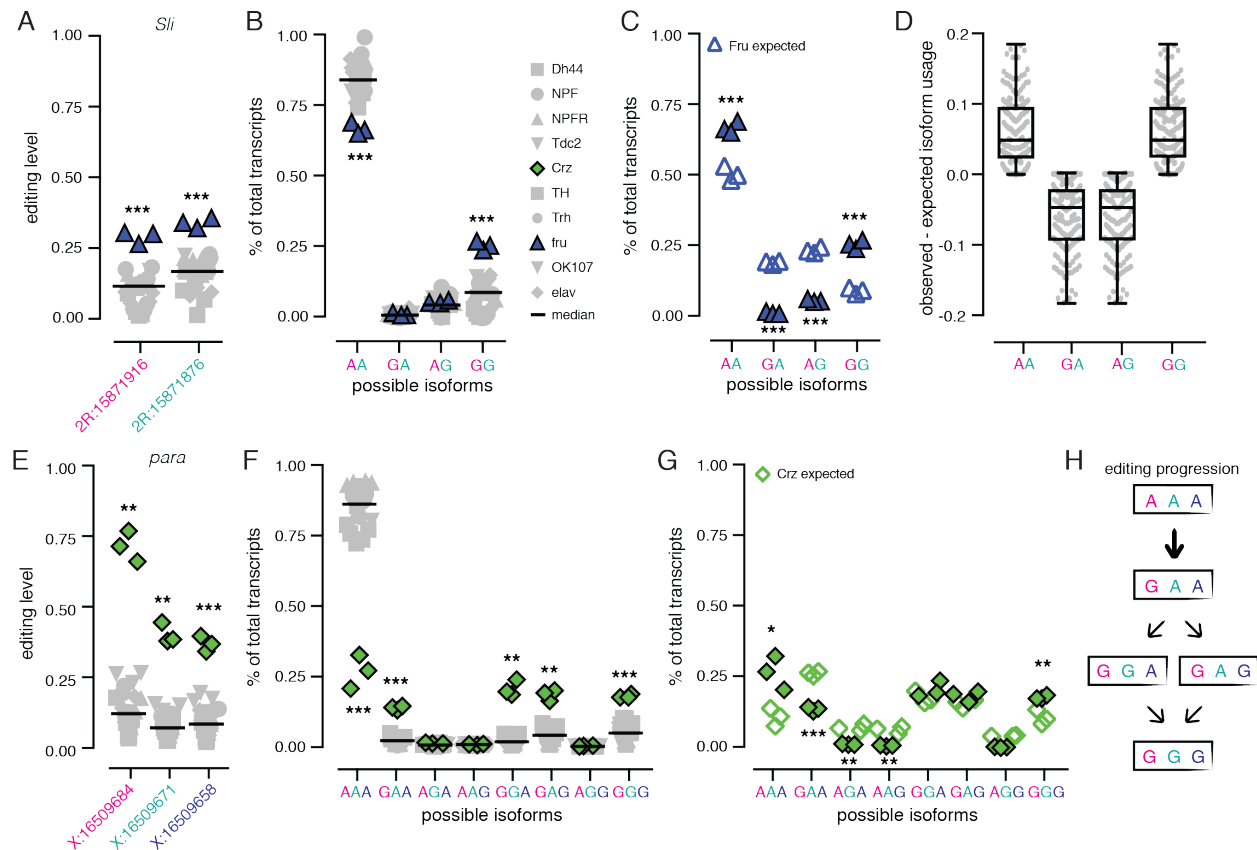 A
Sli
editing level
1.00
0.75
0.50
0.25
0.00
***
***
2R:15871916
2R:15871876
B
% of total transcripts
1.00
0.75
0.50
0.25
0.00
***
***
AA
GA
AG
GG
possible isoforms
Dh44
NPF
NPFR
Tdc2
Crz
TH
Trh
fru
OK107
elav
median
C
% of total transcripts
1.00
0.75
0.50
0.25
0.00
Fru expected
***
***
***
***
AA
GA
AG
GG
possible isoforms
D
observed - expected isoform usage
0.2
0.1
0.0
-0.1
-0.2
AA
GA
AG
GG
E
para
editing level
1.00
0.75
0.50
0.25
0.00
**
**
***
X:16509684
X:16509671
X:16509658
F
% of total transcripts
1.00
0.75
0.50
0.25
0.00
***
***
**
**
***
AAA
GAA
AGA
AAG
GGA
GAG
AGG
GGG
possible isoforms
G
% of total transcripts
1.00
0.75
0.50
0.25
0.00
Crz expected
*
***
**
**
**
AAA
GAA
AGA
AAG
GGA
GAG
AGG
GGG
possible isoforms
H
editing progression
A A A
G A A
G G A
G A G
G G G